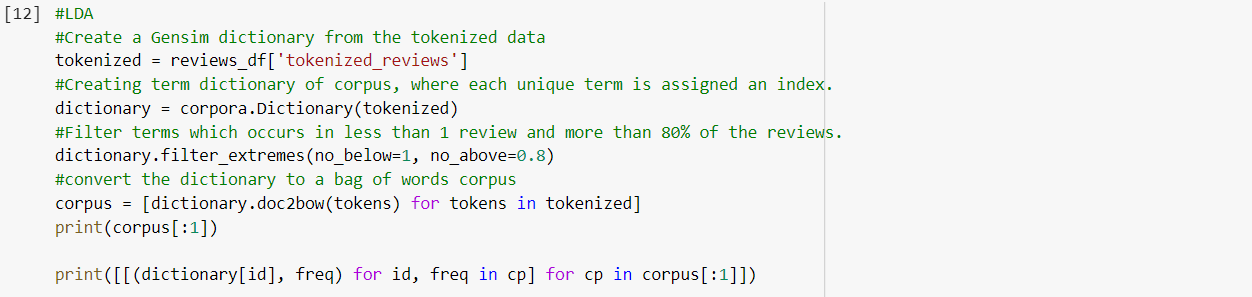 [12] #LDA
#Create a Gensim dictionary from the tokenized data
tokenized = reviews_df['tokenized_reviews']
#Creating term dictionary of corpus, where each unique term is assigned an index.
dictionary = corpora.Dictionary(tokenized)
#Filter terms which occurs in less than 1 review and more than 80% of the reviews.
dictionary.filter_extremes(no_below=1, no_above=0.8)
#convert the dictionary to a bag of words corpus
corpus = [dictionary.doc2bow(tokens) for tokens in tokenized]
print(corpus[:1])
print([[(dictionary[id], freq) for id, freq in cp] for cp in corpus[:1]])